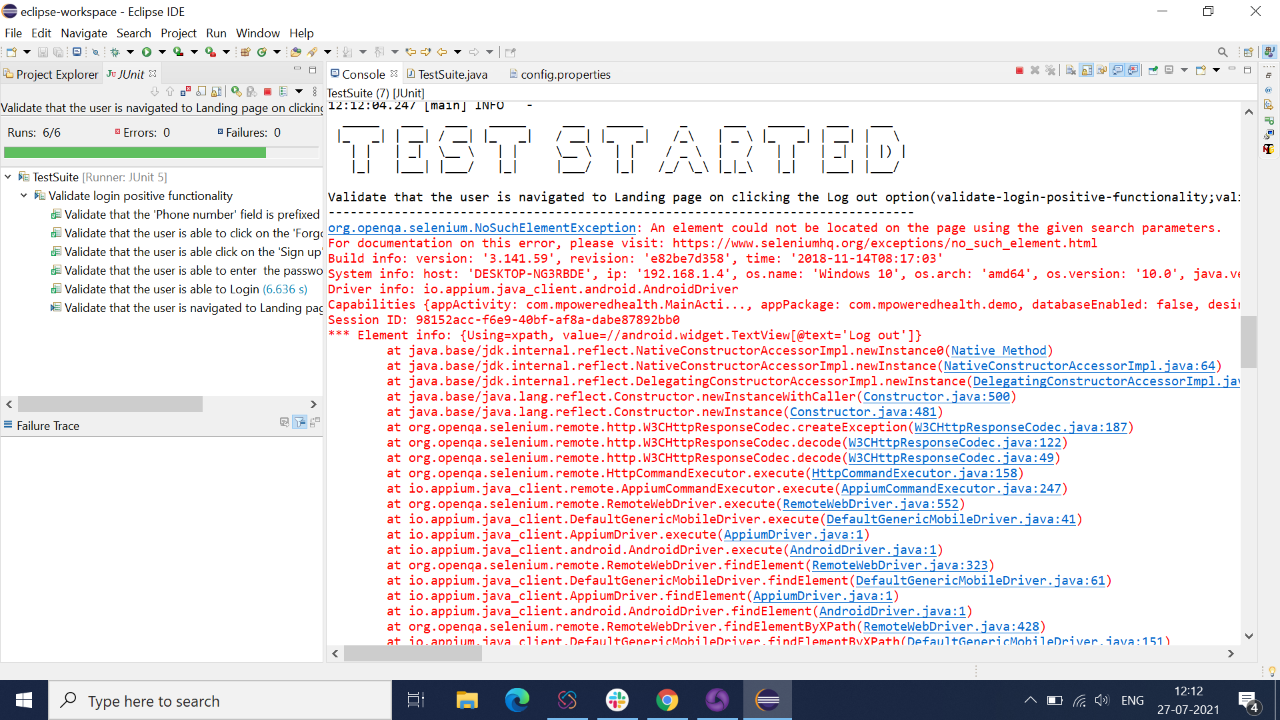 eclipse-workspace - Eclipse IDE
File Edit Navigate Search Project Run Window Help
Project Explorer JUnit
Console TestSuite.java config.properties
Validate that the user is navigated to Landing page on clicking
Runs: 6/6 Errors: 0 Failures: 0
TestSuite [Runner: JUnit 5]
Validate login positive functionality
Validate that the 'Phone number' field is prefixed
Validate that the user is able to click on the 'Forg
Validate that the user is able click on the 'Sign up'
Validate that the user is able to enter the passwo
Validate that the user is able to Login (6.636 s)
Validate that the user is navigated to Landing pag
Failure Trace
TestSuite (7) [JUnit]
12:12:04.247 [main] INFO -
TEST STARTED
Validate that the user is navigated to Landing page on clicking the Log out option(validate-login-positive-functionality;vali
--------------------------------------------------------------------------------
org.openqa.selenium.NoSuchElementException: An element could not be located on the page using the given search parameters.
For documentation on this error, please visit: https://www.seleniumhq.org/exceptions/no_such_element.html
Build info: version: '3.141.59', revision: 'e82be7d358', time: '2018-11-14T08:17:03'
System info: host: 'DESKTOP-NG3RBDE', ip: '192.168.1.4', os.name: 'Windows 10', os.arch: 'amd64', os.version: '10.0', java.ve
Driver info: io.appium.java_client.android.AndroidDriver
Capabilities {appActivity: com.mpoweredhealth.MainActi..., appPackage: com.mpoweredhealth.demo, databaseEnabled: false, desi
Session ID: 98152acc-f6e9-40bf-af8a-dabe87892bb0
*** Element info: {Using=xpath, value=//android.widget.TextView[@text='Log out']}
at java.base/jdk.internal.reflect.NativeConstructorAccessorImpl.newInstance0(Native Method)
at java.base/jdk.internal.reflect.NativeConstructorAccessorImpl.newInstance(NativeConstructorAccessorImpl.java:64)
at java.base/jdk.internal.reflect.DelegatingConstructorAccessorImpl.newInstance(DelegatingConstructorAccessorImpl.jav
at java.base/java.lang.reflect.Constructor.newInstanceWithCaller(Constructor.java:500)
at java.base/java.lang.reflect.Constructor.newInstance(Constructor.java:481)
at org.openqa.selenium.remote.http.W3CHttpResponseCodec.createException(W3CHttpResponseCodec.java:187)
at org.openqa.selenium.remote.http.W3CHttpResponseCodec.decode(W3CHttpResponseCodec.java:122)
at org.openqa.selenium.remote.http.W3CHttpResponseCodec.decode(W3CHttpResponseCodec.java:49)
at org.openqa.selenium.remote.HttpCommandExecutor.execute(HttpCommandExecutor.java:158)
at io.appium.java_client.remote.AppiumCommandExecutor.execute(AppiumCommandExecutor.java:247)
at org.openqa.selenium.remote.RemoteWebDriver.execute(RemoteWebDriver.java:552)
at io.appium.java_client.DefaultGenericMobileDriver.execute(DefaultGenericMobileDriver.java:41)
at io.appium.java_client.AppiumDriver.execute(AppiumDriver.java:1)
at io.appium.java_client.android.AndroidDriver.execute(AndroidDriver.java:1)
at org.openqa.selenium.remote.RemoteWebDriver.findElement(RemoteWebDriver.java:323)
at io.appium.java_client.DefaultGenericMobileDriver.findElement(DefaultGenericMobileDriver.java:61)
at io.appium.java_client.AppiumDriver.findElement(AppiumDriver.java:1)
at io.appium.java_client.android.AndroidDriver.findElement(AndroidDriver.java:1)
at org.openqa.selenium.remote.RemoteWebDriver.findElementByXPath(RemoteWebDriver.java:428)
at io.appium.java_client.DefaultGenericMobileDriver.findElementByXPath(DefaultGenericMobileDriver.java:151)
Type here to search
ENG
12:12
27-07-2021
4